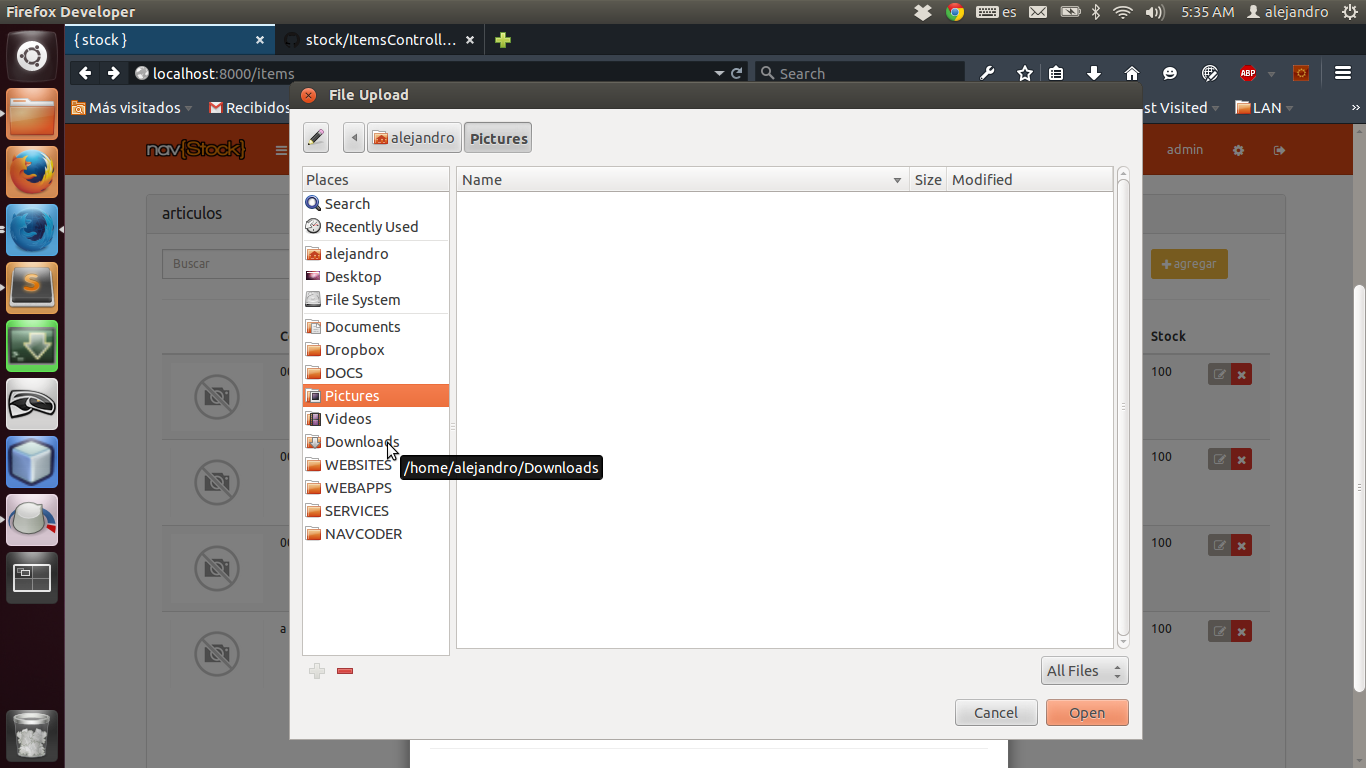 Firefox Developer
es
5:35 AM
alejandro
{stock}
stock/ItemsControll...
localhost:8000/items
Search
ABP
Más visitados
Recibidos
st Visited
LAN
»
File Upload
nav{Stock}
admin
alejandro
Pictures
Places
Name
Size
Modified
Search
Recently Used
alejandro
Desktop
File System
Documents
Dropbox
DOCS
Pictures
Videos
Downloads
WEBSITES
/home/alejandro/Downloads
WEBAPPS
SERVICES
NAVCODER
articulos
Buscar
agregar
Stock
100
100
100
a
100
All Files
Cancel
Open